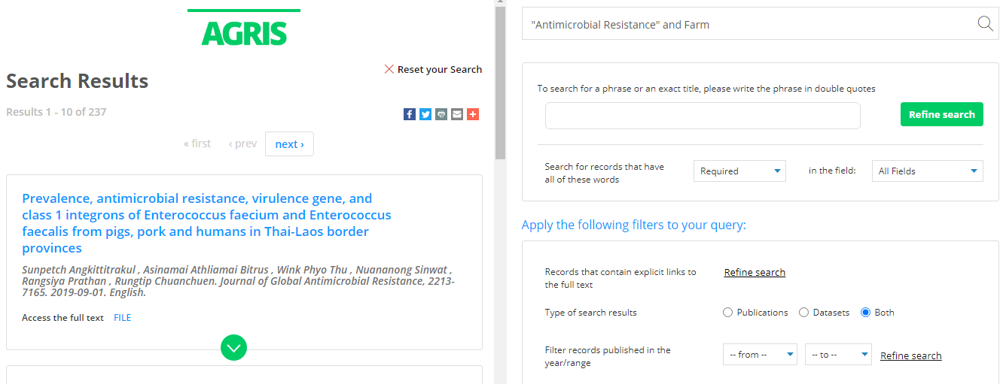 AGRIS
Reset your Search
Search Results
Results 1 - 10 of 237
« first ‹ prev next ›
Prevalence, antimicrobial resistance, virulence gene, and
class 1 integrons of Enterococcus faecium and Enterococcus
faecalis from pigs, pork and humans in Thai-Laos border
provinces
Sunpetch Angkittitrakul , Asinamai Athliamai Bitrus , Wink Phyo Thu , Nuananong Sinwat ,
Rangsiya Prathan , Rungtip Chuanchuen. Journal of Global Antimicrobial Resistance, 2213-
7165. 2019-09-01. English.
Access the full text FILE
"Antimicrobial Resistance" and Farm
To search for a phrase or an exact title, please write the phrase in double quotes
Refine search
Search for records that have
all of these words
Required
in the field:
All Fields
Apply the following filters to your query:
Records that contain explicit links to
the full text
Refine search
Type of search results
Publications Datasets Both
Filter records published in the
year/range
-- from -- -- to -- Refine search